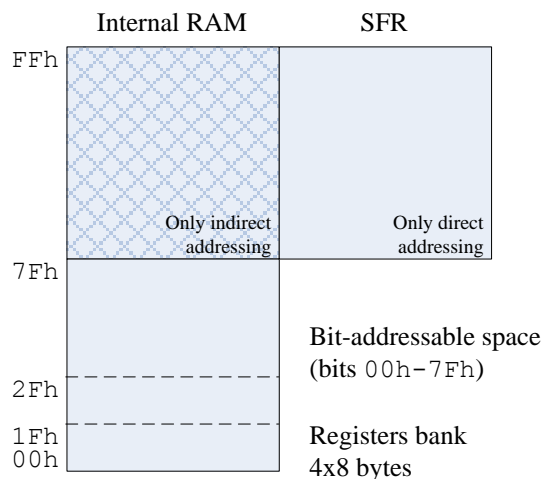 Internal RAM
SFR
FFh
Only indirect
addressing
Only direct
addressing
7Fh
Bit-addressable space
(bits 00h-7Fh)
2Fh
1Fh
Registers bank
00h
4x8 bytes